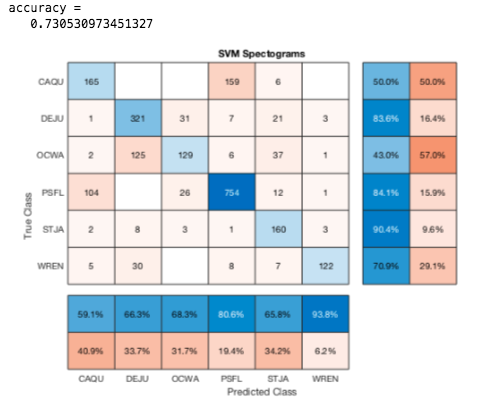 accuracy =
0.730530973451327
SVM Spectograms
CAQU 165 159 6 50.0% 50.0%
DEJU 1 321 31 7 21 3 83.6% 16.4%
OCWA 2 125 129 6 37 1 43.0% 57.0%
PSFL 104 26 754 12 1 84.1% 15.9%
STJA 2 8 3 1 160 3 90.4% 9.6%
WREN 5 30 8 7 122 70.9% 29.1%
True Class
59.1% 66.3% 68.3% 80.6% 65.8% 93.8%
40.9% 33.7% 31.7% 19.4% 34.2% 6.2%
CAQU DEJU OCWA PSFL STJA WREN
Predicted Class